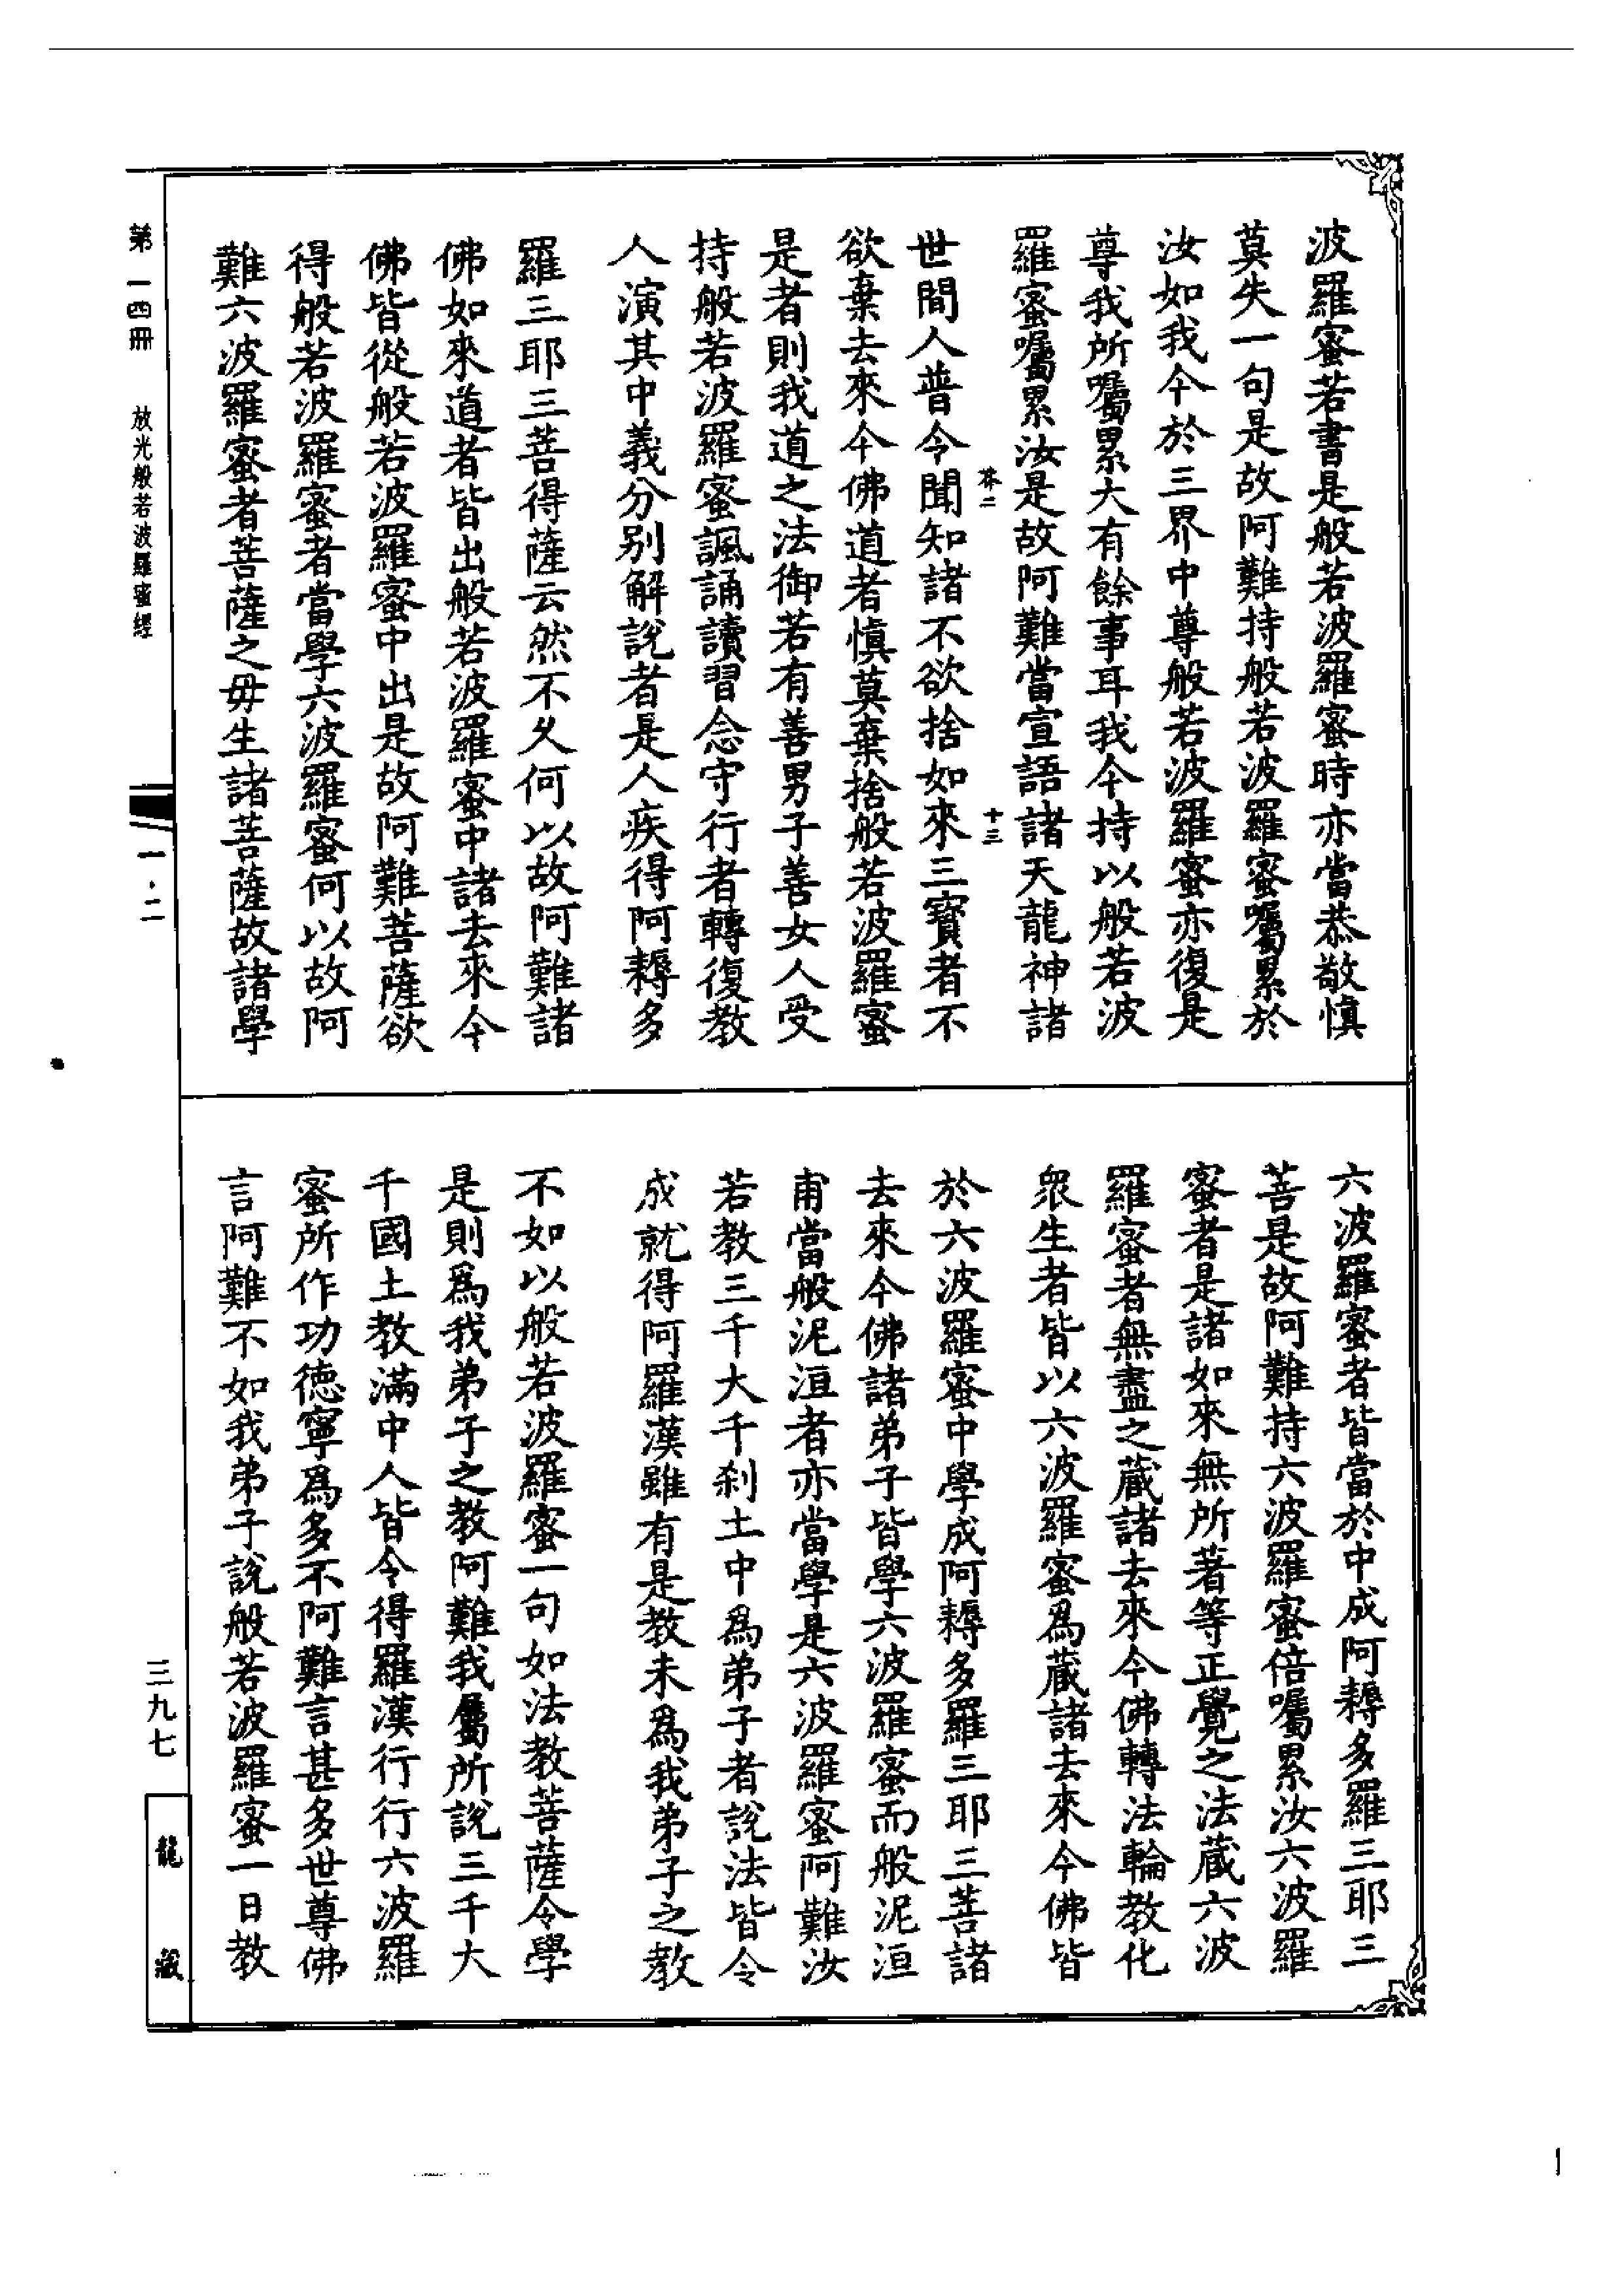 波羅蜜若書是般若波羅蜜時亦當恭敬慎
莫失一句是故阿難持般若波羅蜜囑累於
汝如我今於三界中尊般若波羅蜜亦復是
尊我所囑累大有餘事耳我今持以般若波
羅蜜囑累汝是故阿難當宣語諸天龍神諸
十三
世間人普令聞知諸不欲捨如來三寶者不
欲棄去來今佛道者慎莫棄捨般若波羅蜜
是者則我道之法御若有善男子善女人受
持般若波羅蜜諷誦讀習念守行者轉復教
人演其中義分別解說者是人疾得阿耨多
羅三耶三菩得薩云然不久何以故阿難諸
佛如來道者皆出般若波羅蜜中諸去來今
佛皆從般若波羅蜜中出是故阿難菩薩欲
得般若波羅蜜者當學六波羅蜜何以故阿
難六波羅蜜者菩薩之母生諸菩薩故諸學
六波羅蜜者皆當於中成阿耨多羅三耶三
菩是故阿難持六波羅蜜倍囑累汝六波羅
蜜者是諸如來無所著等正覺之法藏六波
羅蜜者無盡之藏諸去來今佛轉法輪教化
眾生者皆以六波羅蜜為藏諸去來今佛皆
於六波羅蜜中學成阿耨多羅三耶三菩諸
去來今佛諸弟子皆學六波羅蜜而般泥洹
甫當般泥洹者亦當學是六波羅蜜阿難汝
若教三千大千剎土中為弟子者說法皆令
成就得阿羅漢雖有是教未為我弟子之教
不如以般若波羅蜜一句如法教菩薩令學
是則為我弟子之教阿難我屬所說三千大
千國土教滿中人皆令得羅漢行行六波羅
蜜所作功德寧為多不阿難言甚多世尊佛
言阿難不如我弟子說般若波羅蜜一日教
第一四冊 放光般若波羅蜜經
一·二
三九七
龍藏